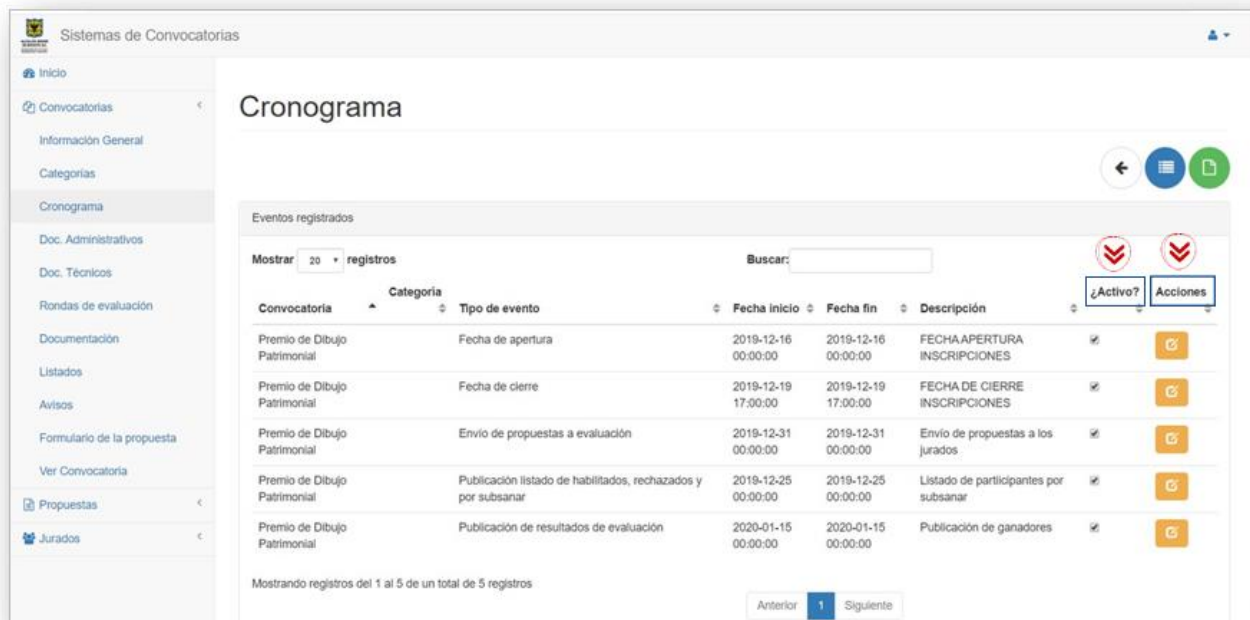 Sistemas de Convocatorias
Inicio
Convocatorias
Información General
Categorías
Cronograma
Doc. Administrativos
Doc. Técnicos
Rondas de evaluación
Documentación
Listados
Avisos
Formulario de la propuesta
Ver Convocatoria
Propuestas
Jurados
Cronograma
Eventos registrados
Mostrar 20 registros Buscar:
Convocatoria Categoría Tipo de evento Fecha inicio Fecha fin Descripción ¿Activo? Acciones
Premio de Dibujo Fecha de apertura 2019-12-16 2019-12-16 FECHA APERTURA
Patrimonial 00:00:00 00:00:00 INSCRIPCIONES
Premio de Dibujo Fecha de cierre 2019-12-19 2019-12-19 FECHA DE CIERRE
Patrimonial 17:00:00 17:00:00 INSCRIPCIONES
Premio de Dibujo Envío de propuestas a evaluación 2019-12-31 2019-12-31 Envío de propuestas a los
Patrimonial 00:00:00 00:00:00 jurados
Premio de Dibujo Publicación listado de habilitados, rechazados y 2019-12-25 2019-12-25 Listado de partiicipantes por
Patrimonial por subsanar 00:00:00 00:00:00 subsanar
Premio de Dibujo Publicación de resultados de evaluación 2020-01-15 2020-01-15 Publicación de ganadores
Patrimonial 00:00:00 00:00:00
Mostrando registros del 1 al 5 de un total de 5 registros
Anterior 1 Siguiente